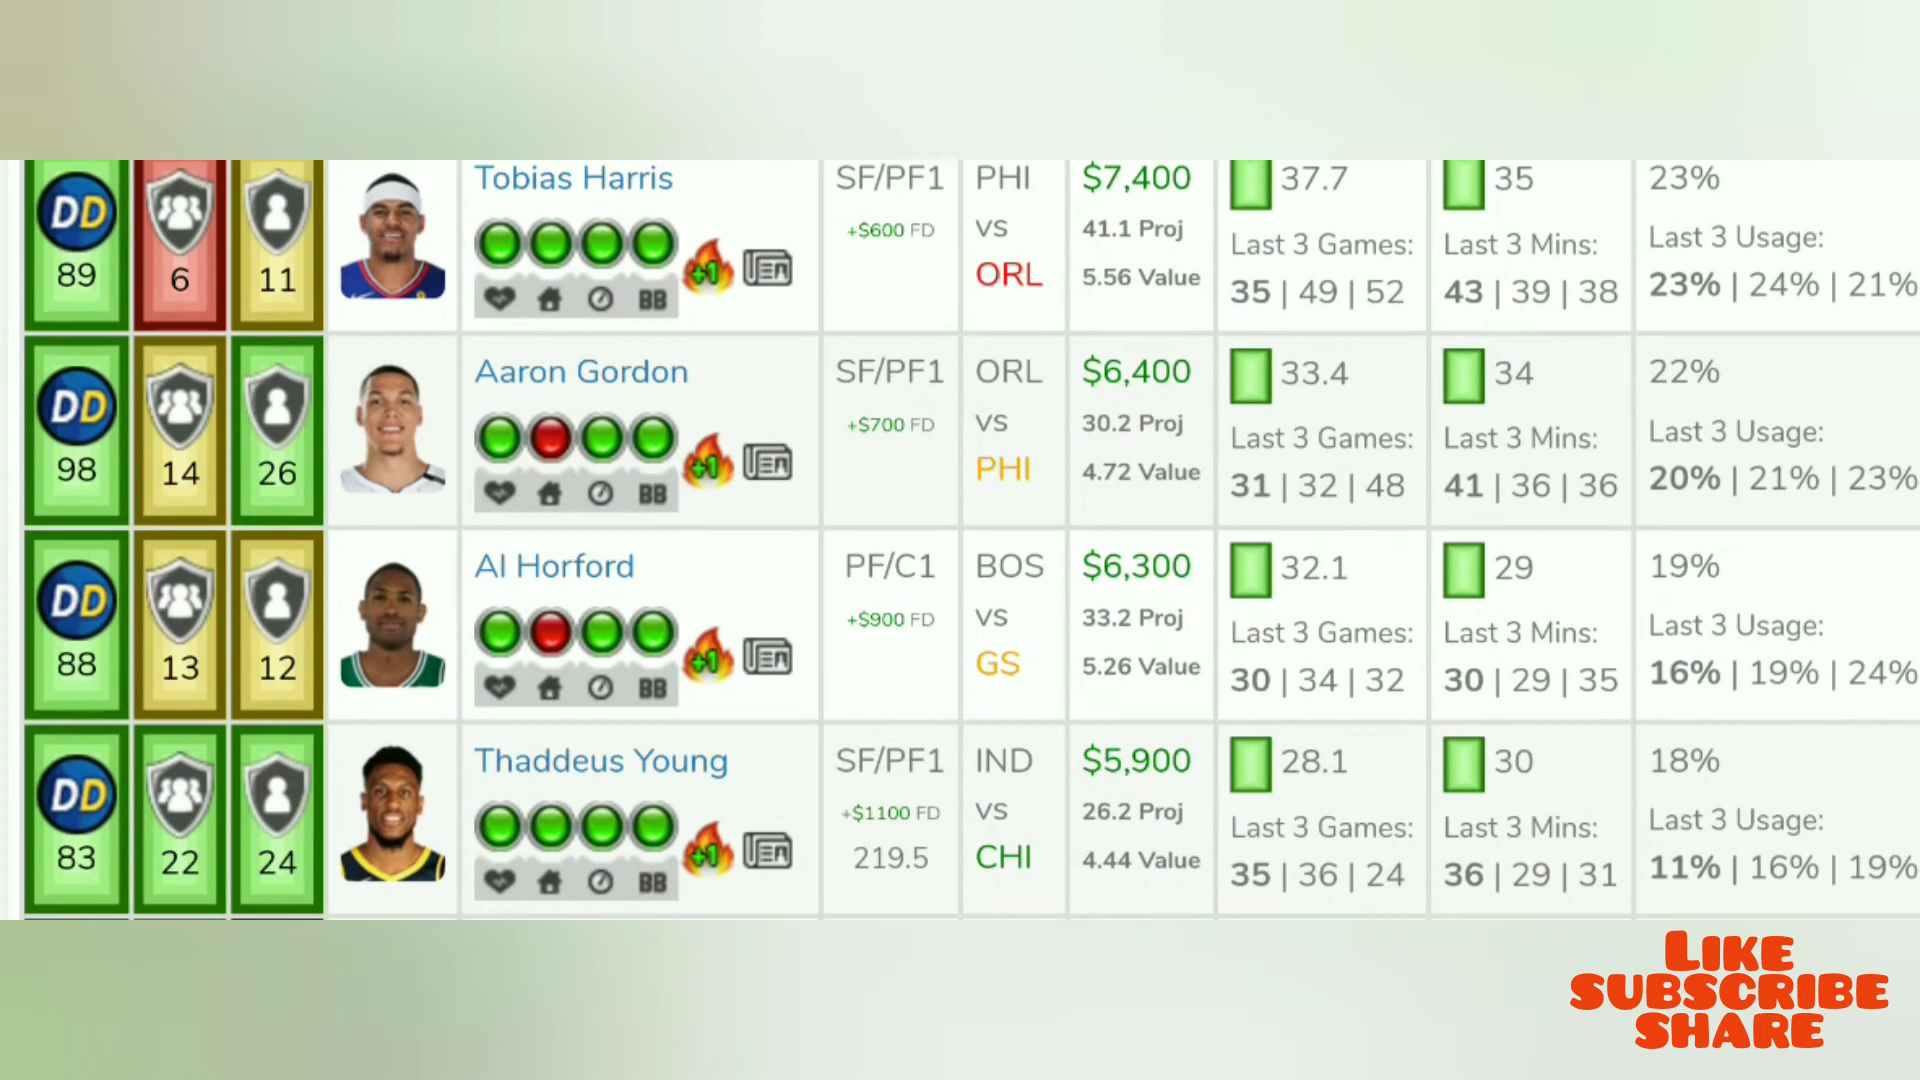 DD 89
6
11
Tobias Harris
+1
BB
SF/PF1
+$600 FD
PHI
VS
ORL
$7,400
41.1 Proj
5.56 Value
37.7
Last 3 Games:
35 | 49 | 52
35
Last 3 Mins:
43 | 39 | 38
23%
Last 3 Usage:
23% | 24% | 21%
DD 98
14
26
Aaron Gordon
+1
BB
SF/PF1
+$700 FD
ORL
VS
PHI
$6,400
30.2 Proj
4.72 Value
33.4
Last 3 Games:
31 | 32 | 48
34
Last 3 Mins:
41 | 36 | 36
22%
Last 3 Usage:
20% | 21% | 23%
DD 88
13
12
Al Horford
+1
BB
PF/C1
+$900 FD
BOS
VS
GS
$6,300
33.2 Proj
5.26 Value
32.1
Last 3 Games:
30 | 34 | 32
29
Last 3 Mins:
30 | 29 | 35
19%
Last 3 Usage:
16% | 19% | 24%
DD 83
22
24
Thaddeus Young
+1
BB
SF/PF1
+$1100 FD
219.5
IND
VS
CHI
$5,900
26.2 Proj
4.44 Value
28.1
Last 3 Games:
35 | 36 | 24
30
Last 3 Mins:
36 | 29 | 31
18%
Last 3 Usage:
11% | 16% | 19%
LIKE
SUBSCRIBE
SHARE